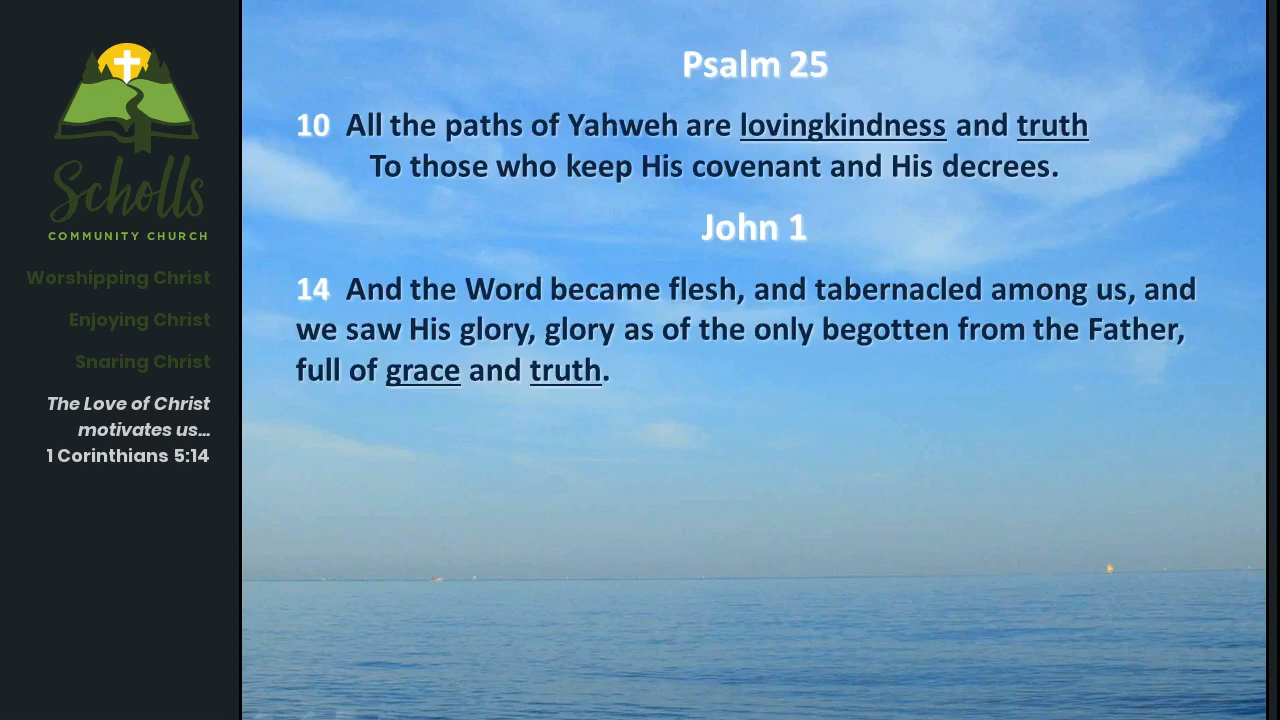 Scholls
COMMUNITY CHURCH
Worshipping Christ
Enjoying Christ
Snaring Christ
The Love of Christ
motivates us...
1 Corinthians 5:14
Psalm 25
10 All the paths of Yahweh are lovingkindness and truth
To those who keep His covenant and His decrees.
John 1
14 And the Word became flesh, and tabernacled among us, and
we saw His glory, glory as of the only begotten from the Father,
full of grace and truth.